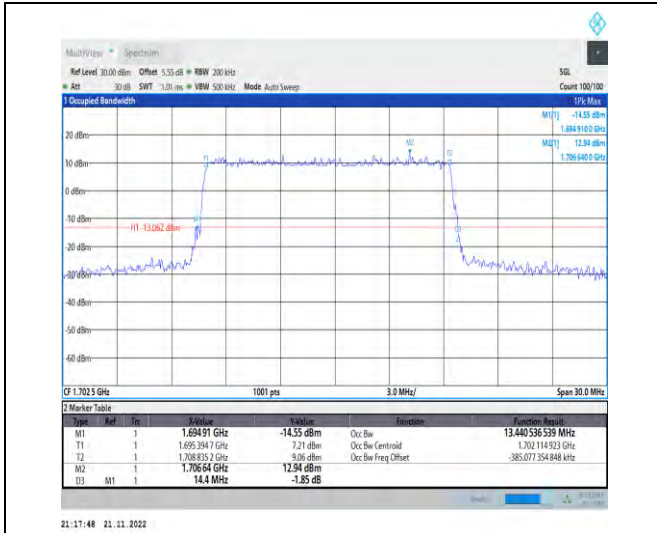 MultiView Spectrum
Ref Level 30.00 dBm Offset 5.55 dB RBW 200 kHz SGL
Att 30 dB SWT 1.01 ms VBW 500 kHz Mode Auto Sweep Count 100/100
1 Occupied Bandwidth 1Pk Max
M1[1] -14.55 dBm
1.694 910 0 GHz
20 dBm M2[1] 12.94 dBm
1.706 640 0 GHz
T1 M2 T2
10 dBm
0 dBm
-10 dBm
M1
H1 -13.062 dBm
D3
-20 dBm
-30 dBm
-40 dBm
-50 dBm
-60 dBm
CF 1.702 5 GHz 1001 pts 3.0 MHz/ Span 30.0 MHz
2 Marker Table
Type Ref Trc X-Value Y-Value Function Function Result
M1 1 1.694 91 GHz -14.55 dBm Occ Bw 13.440 536 539 MHz
T1 1 1.695 394 7 GHz 7.21 dBm Occ Bw Centroid 1.702 114 923 GHz
T2 1 1.708 835 2 GHz 9.06 dBm Occ Bw Freq Offset -385.077 354 848 kHz
M2 1 1.706 64 GHz 12.94 dBm
D3 M1 1 14.4 MHz -1.85 dB
21:17:48 21.11.2022